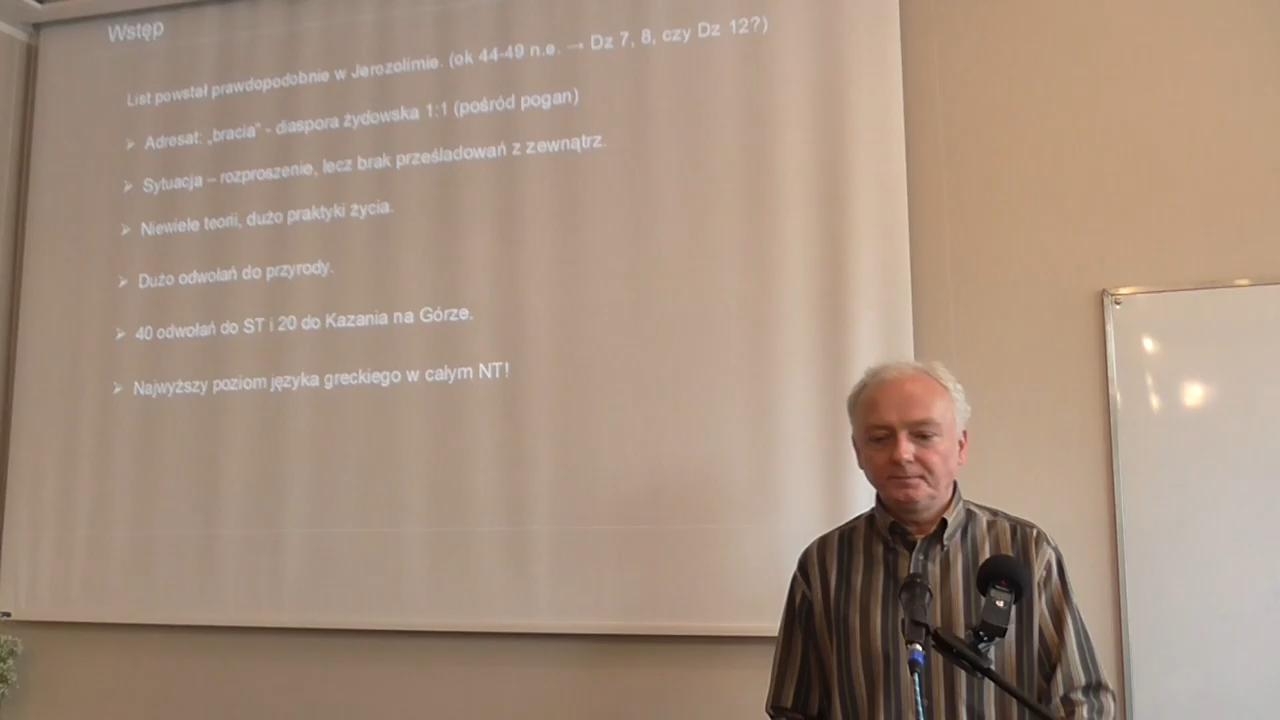 Wstęp
List powstał prawdopodobnie w Jerozolimie. (ok 44-49 n.e. → Dz 7, 8, czy Dz 12?)
➢ Adresat: „bracia” - diaspora żydowska 1:1 (pośród pogan)
➢ Sytuacja – rozproszenie, lecz brak prześladowań z zewnątrz.
➢ Niewiele teorii, dużo praktyki życia.
➢ Dużo odwołań do przyrody.
➢ 40 odwołań do ST i 20 do Kazania na Górze.
➢ Najwyższy poziom języka greckiego w całym NT!